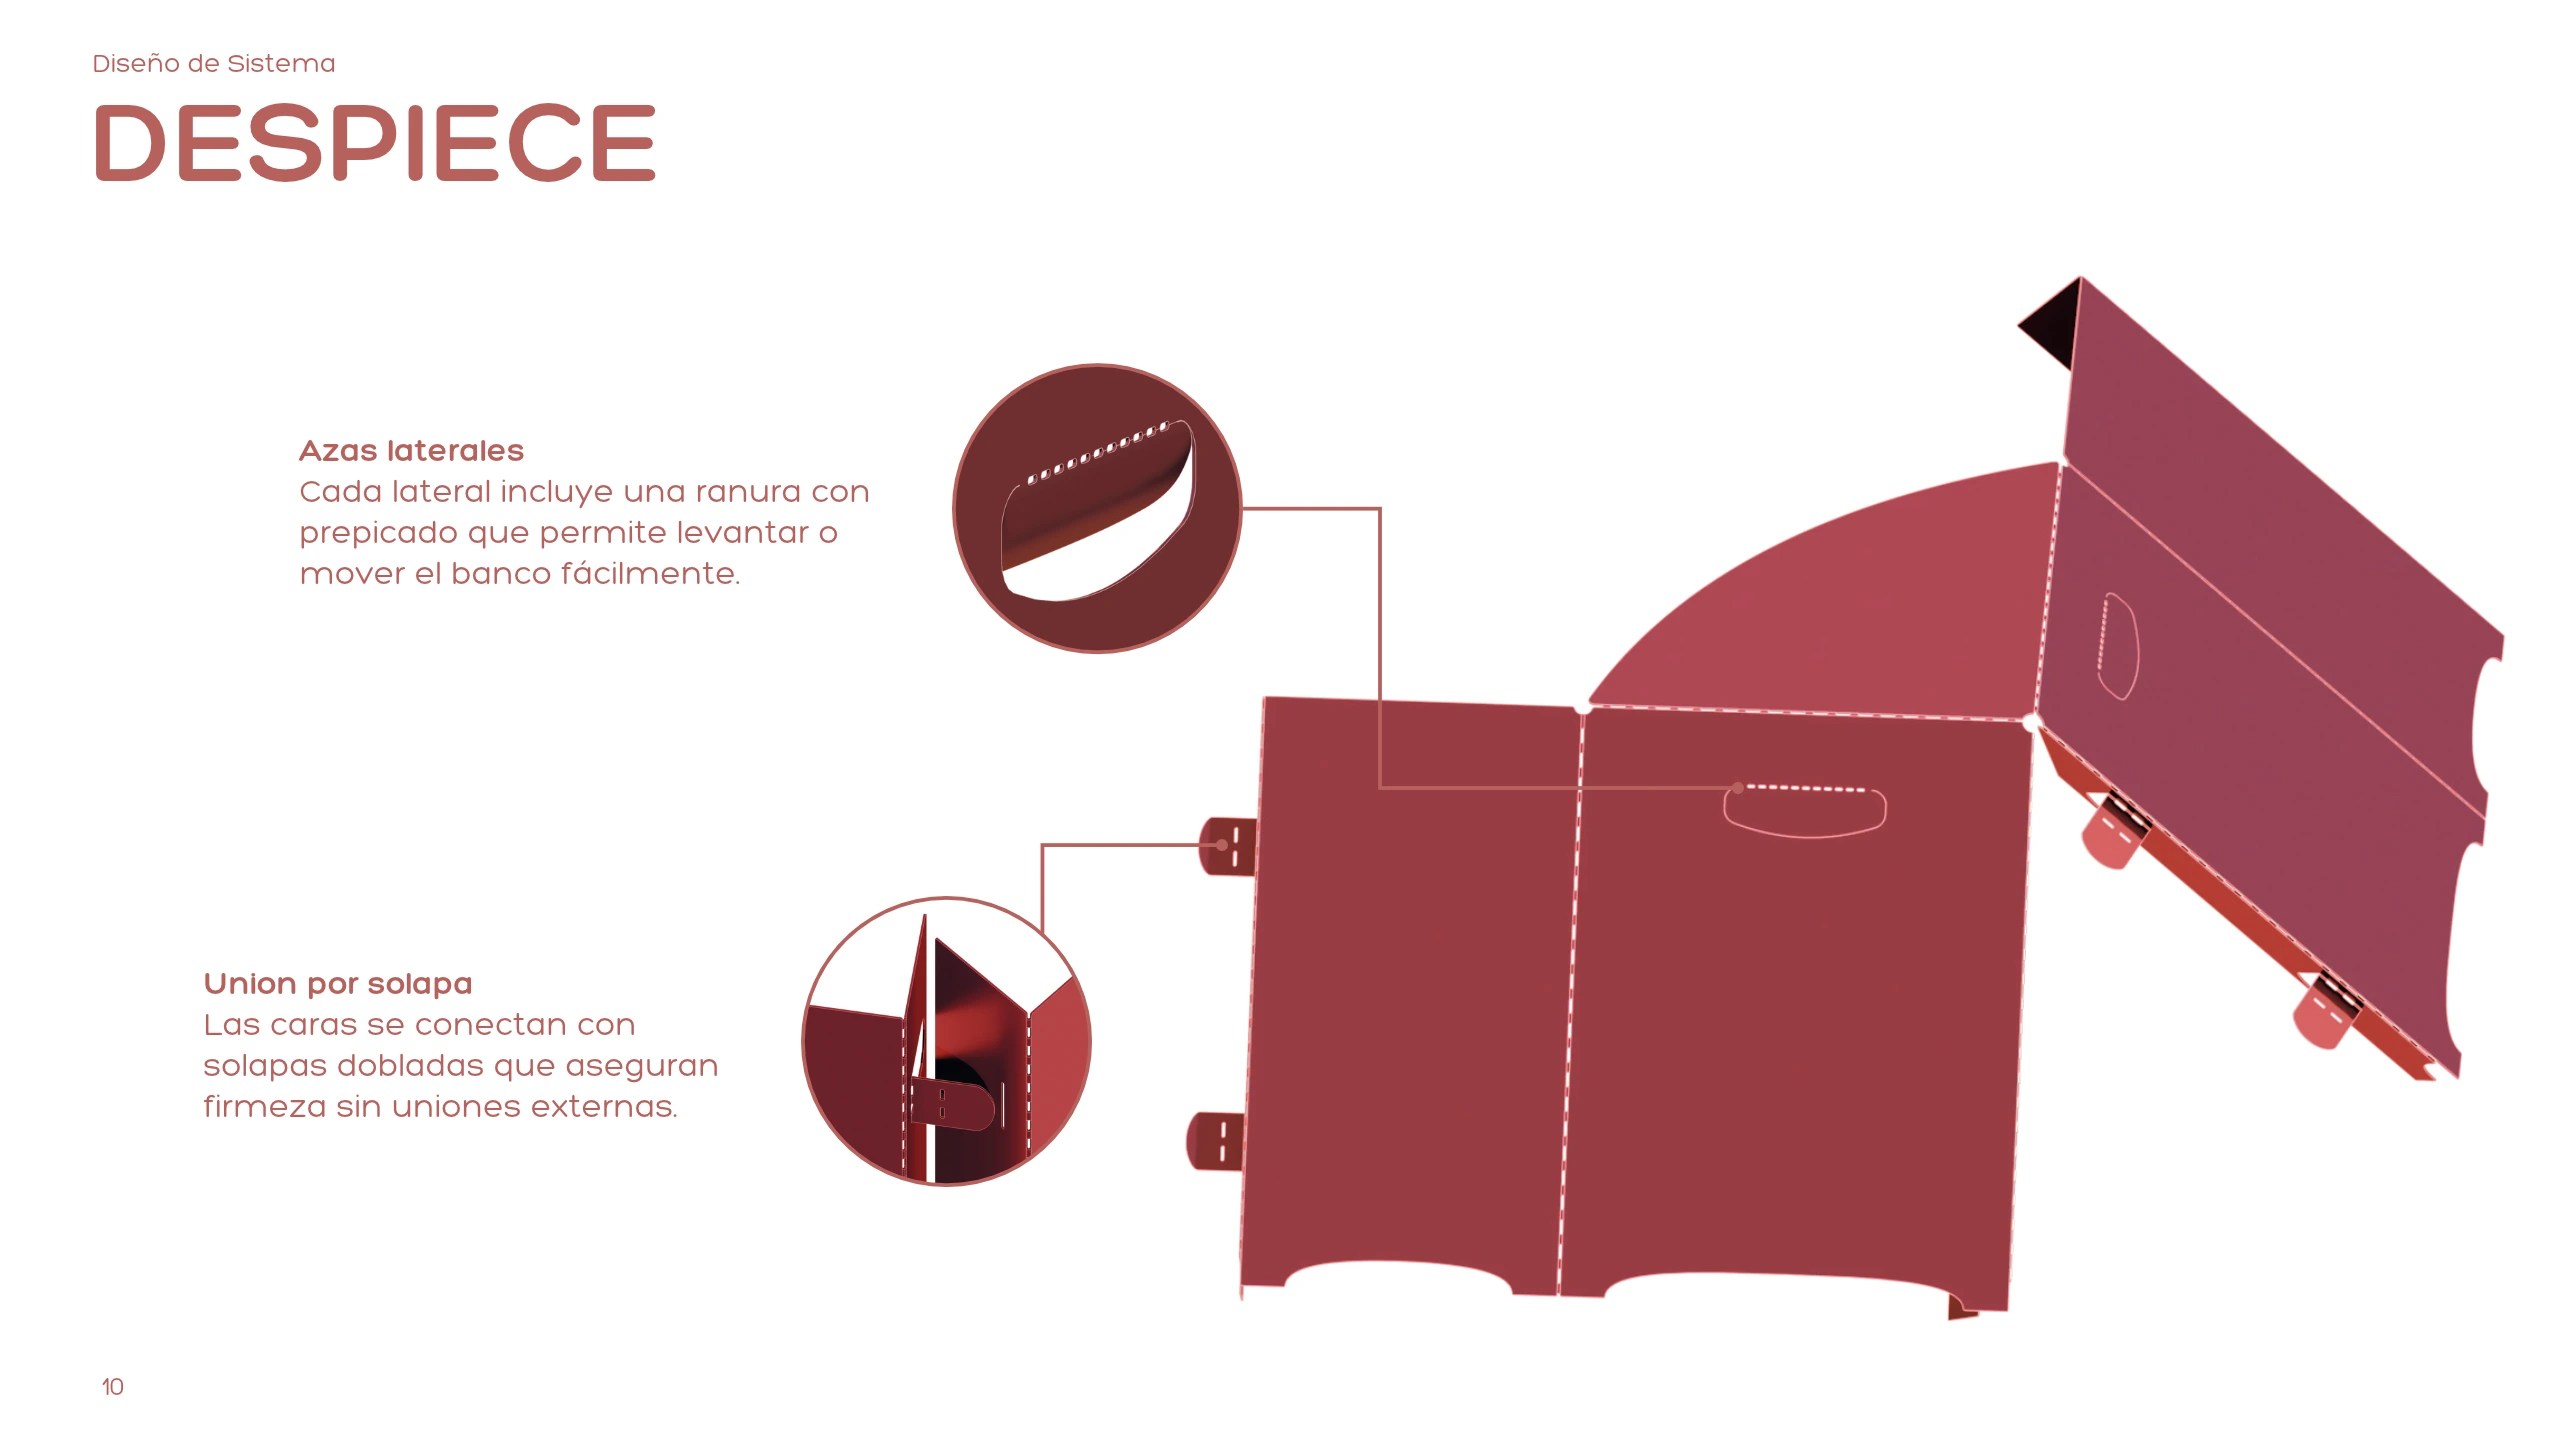 Diseño de Sistema
DESPIECE
Azas laterales
Cada lateral incluye una ranura con
prepicado que permite levantar o
mover el banco fácilmente.
Union por solapa
Las caras se conectan con
solapas dobladas que aseguran
firmeza sin uniones externas.
10